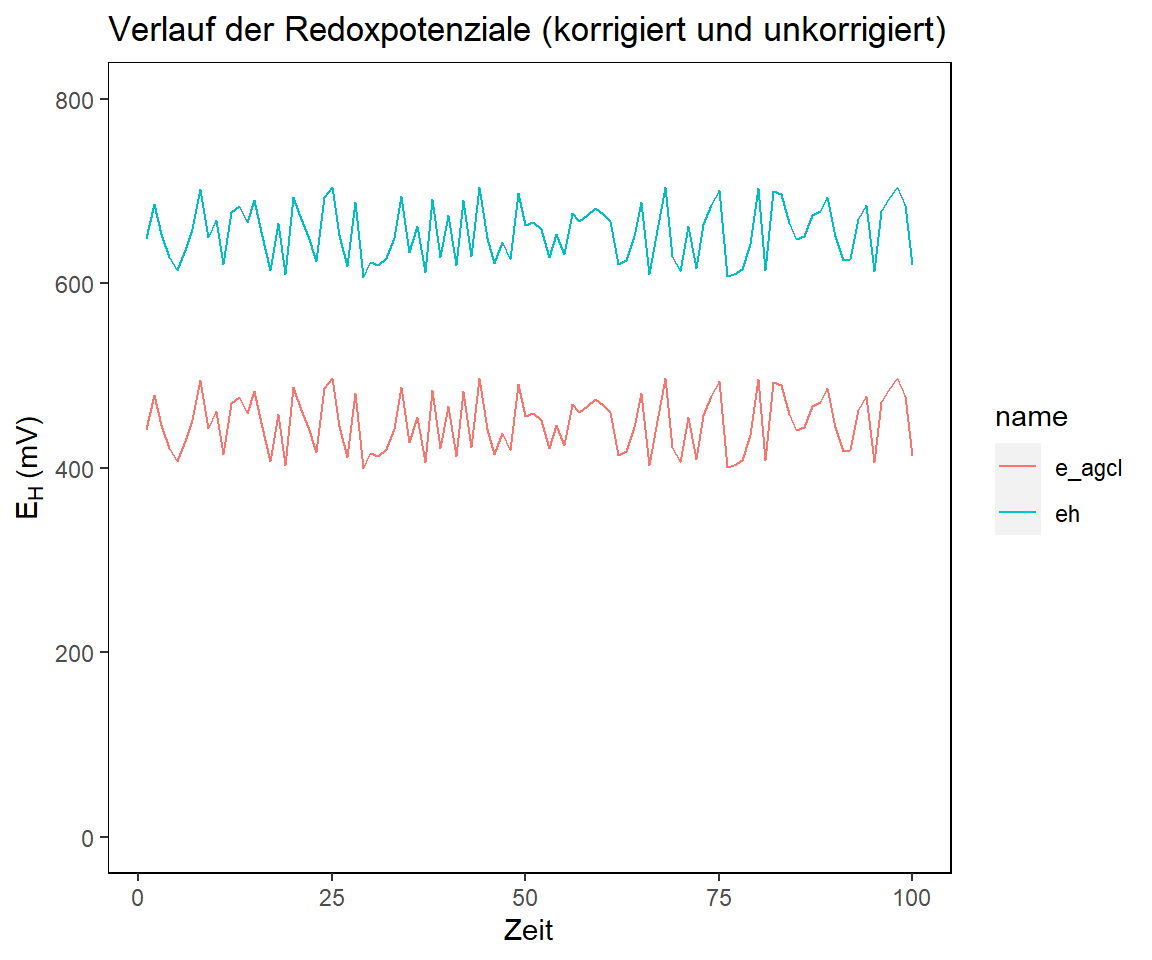 Verlauf der Redoxpotenziale (korrigiert und unkorrigiert)
800
600
400
200
0
E_H (mV)
0 25 50 75 100
Zeit
name
e_agcl
eh